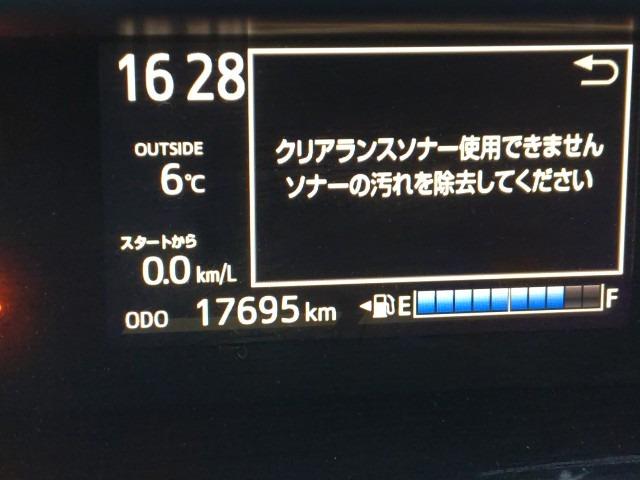 16 28
OUTSIDE
6℃
クリアランスソナー使用できません
ソナーの汚れを除去してください
スタートから
0.0 km/L
ODO 17695 km
E F